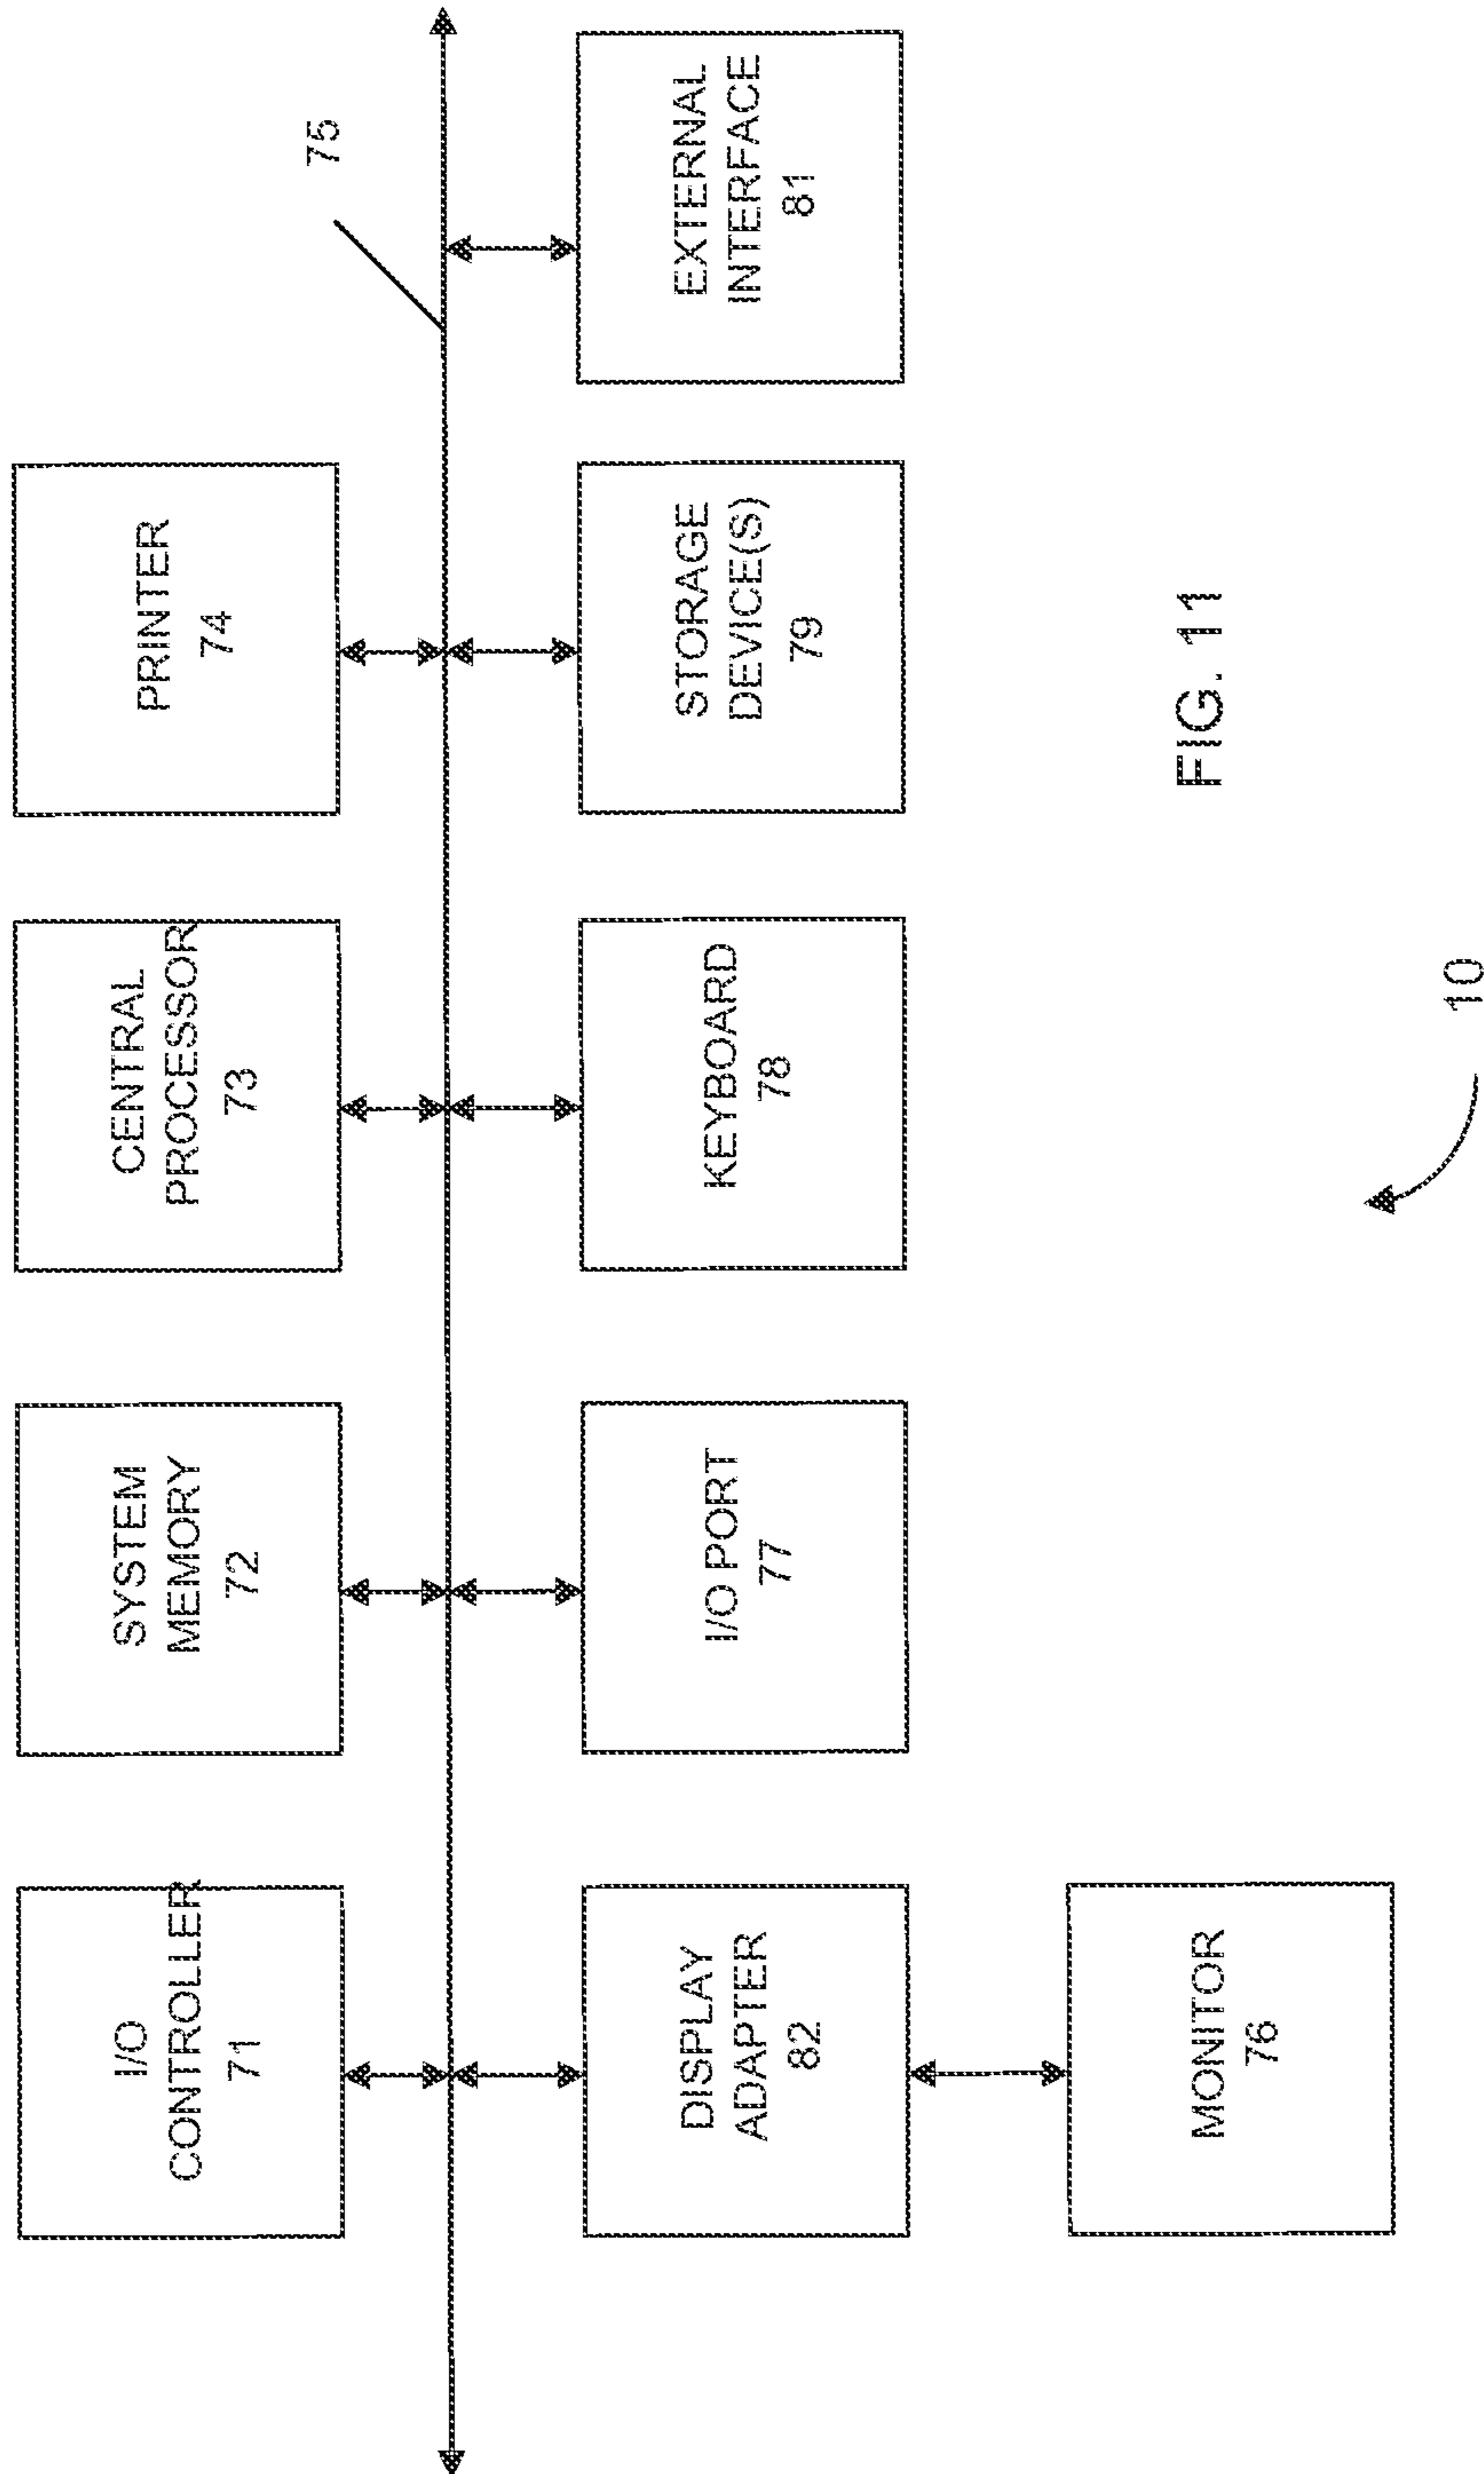 I/O
CONTROLLER
71
SYSTEM
MEMORY
72
CENTRAL
PROCESSOR
73
PRINTER
74
75
DISPLAY
ADAPTER
82
I/O PORT
77
KEYBOARD
78
STORAGE
DEVICE(S)
79
EXTERNAL
INTERFACE
81
MONITOR
76
FIG. 11
10